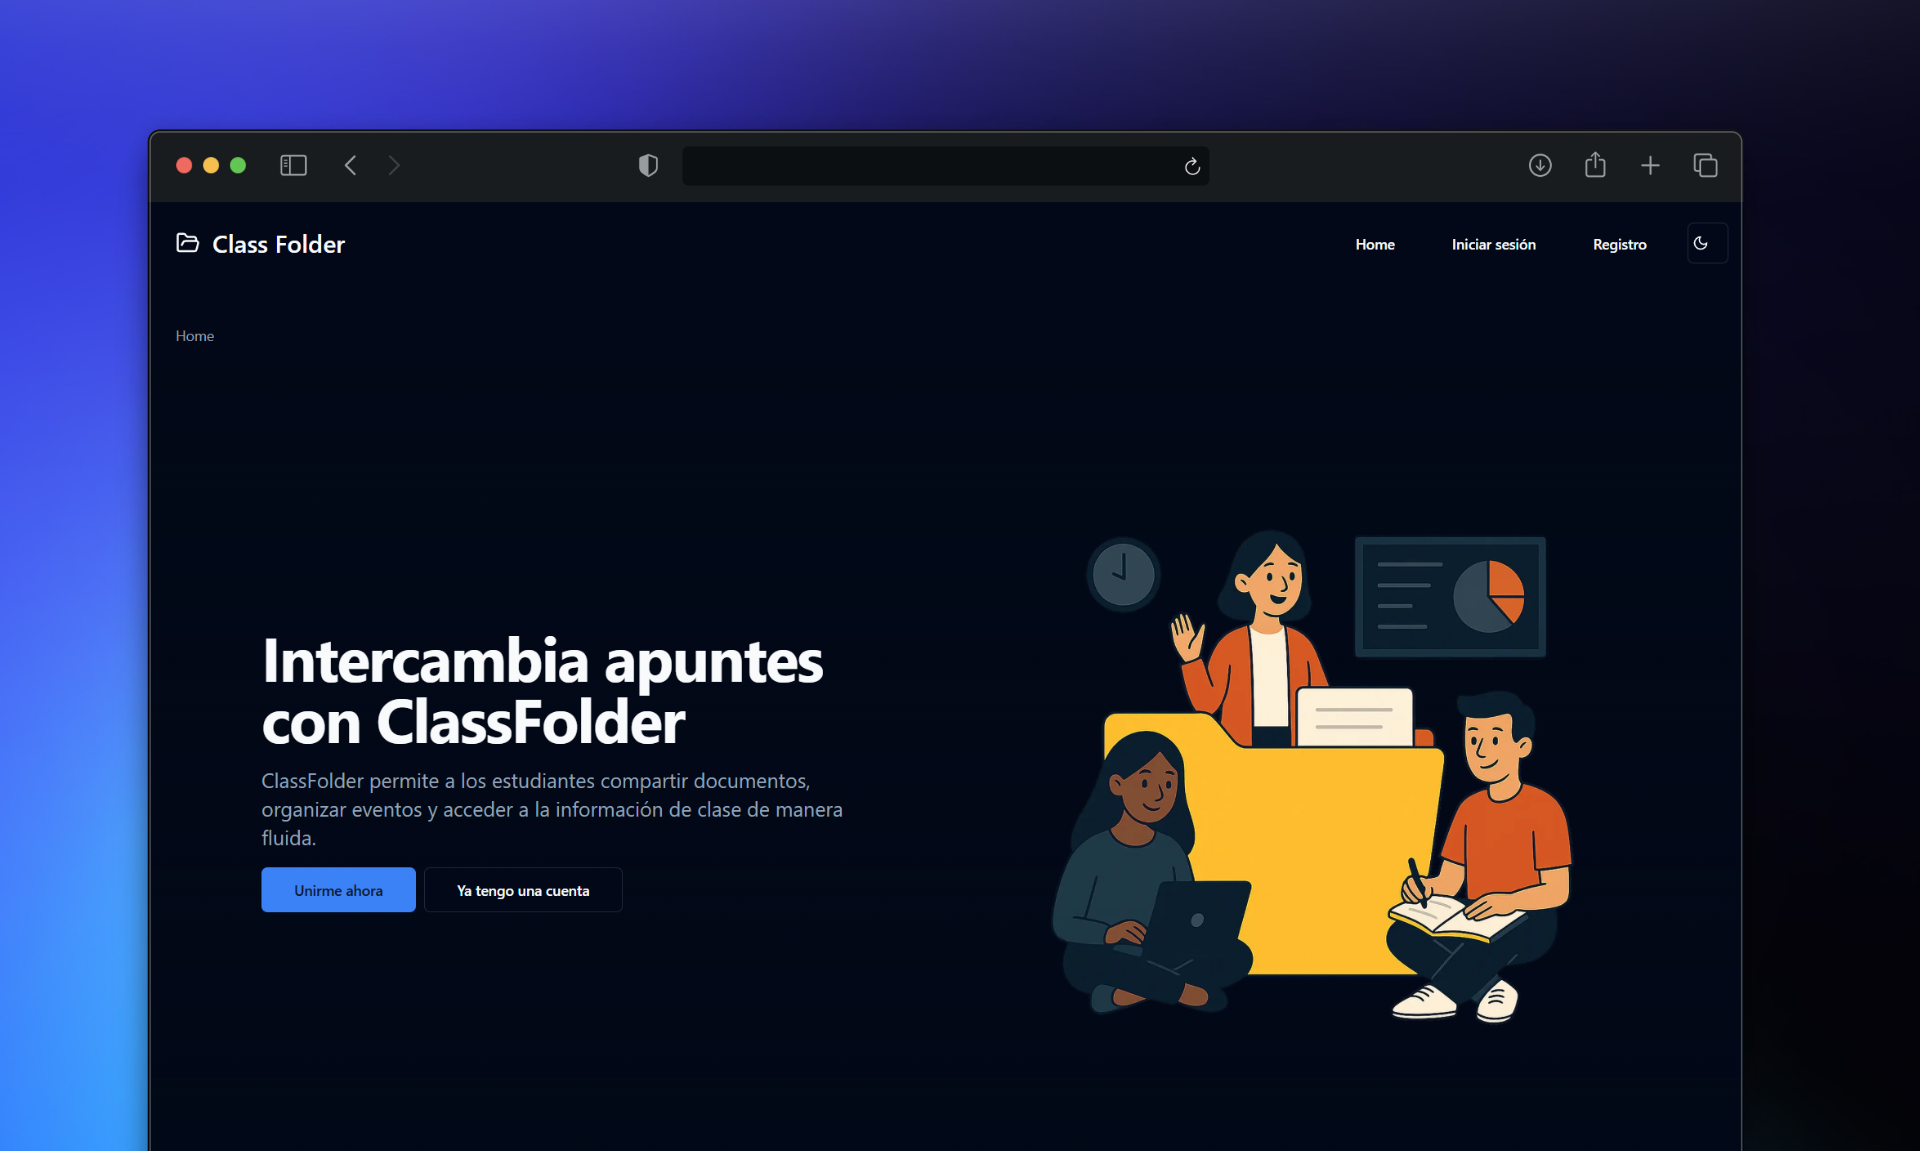 Class Folder
Home
Iniciar sesión
Registro
Home
Intercambia apuntes
con ClassFolder
ClassFolder permite a los estudiantes compartir documentos,
organizar eventos y acceder a la información de clase de manera
fluida.
Unirme ahora
Ya tengo una cuenta